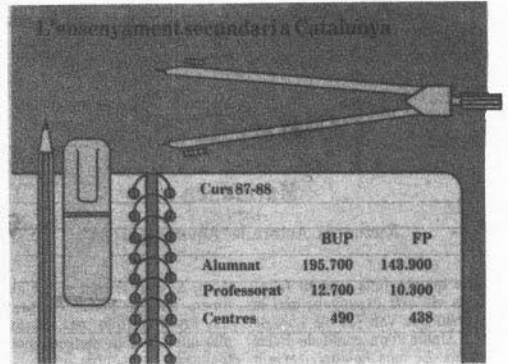 L'ensenyament secundari a Catalunya
Curs 87-88
BUP FP
Alumnat 195.700 143.900
Professorat 12.700 10.300
Centres 490 438